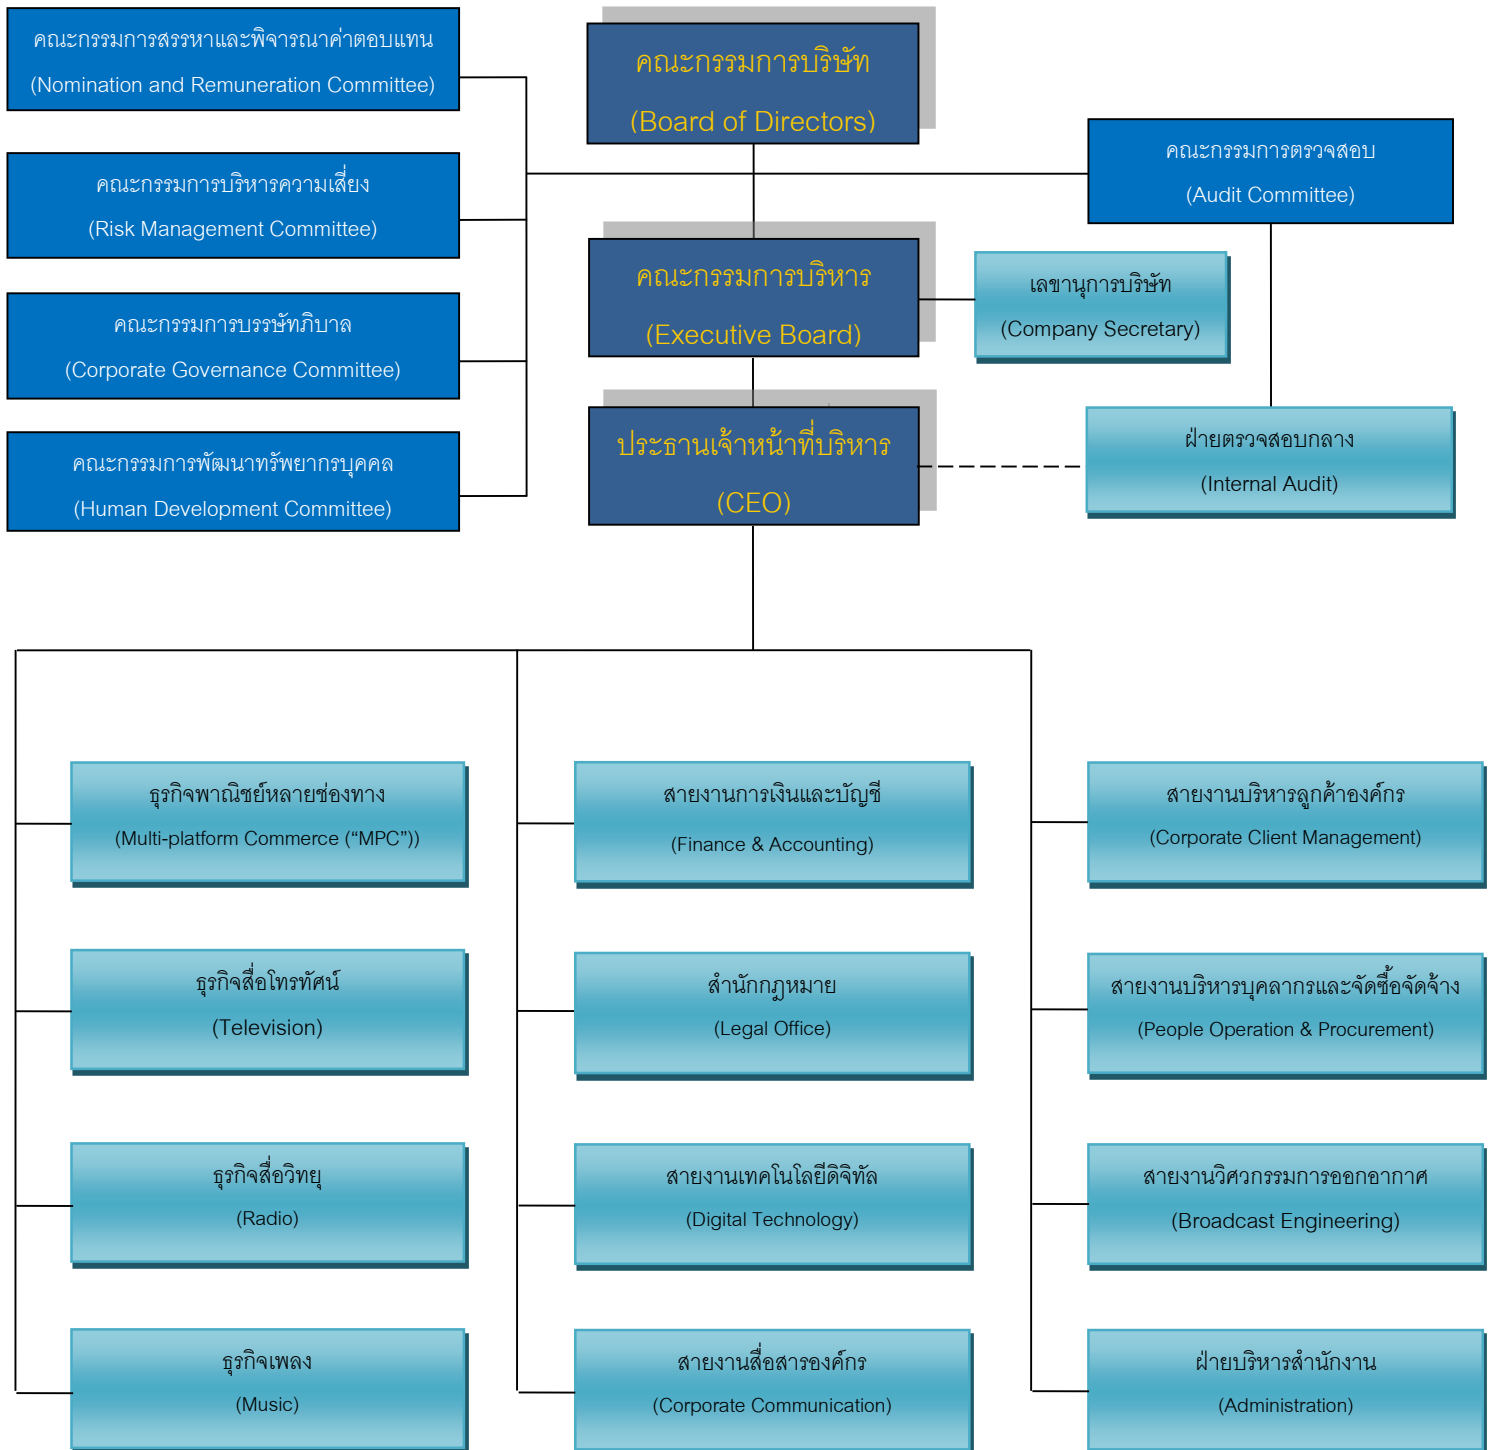 คณะกรรมการสรรหาและพิจารณาค่าตอบแทน
(Nomination and Remuneration Committee)
คณะกรรมการบริษัท
(Board of Directors)
คณะกรรมการบริหารความเสี่ยง
(Risk Management Committee)
คณะกรรมการตรวจสอบ
(Audit Committee)
คณะกรรมการบรรษัทภิบาล
(Corporate Governance Committee)
คณะกรรมการบริหาร
(Executive Board)
เลขานุการบริษัท
(Company Secretary)
คณะกรรมการพัฒนาทรัพยากรบุคคล
(Human Development Committee)
ประธานเจ้าหน้าที่บริหาร
(CEO)
ฝ่ายตรวจสอบกลาง
(Internal Audit)
ธุรกิจพาณิชย์หลายช่องทาง
(Multi-platform Commerce (“MPC”))
สายงานการเงินและบัญชี
(Finance & Accounting)
สายงานบริหารลูกค้าองค์กร
(Corporate Client Management)
ธุรกิจสื่อโทรทัศน์
(Television)
สำนักกฎหมาย
(Legal Office)
สายงานบริหารบุคลากรและจัดซื้อจัดจ้าง
(People Operation & Procurement)
ธุรกิจสื่อวิทยุ
(Radio)
สายงานเทคโนโลยีดิจิทัล
(Digital Technology)
สายงานวิศวกรรมการออกอากาศ
(Broadcast Engineering)
ธุรกิจเพลง
(Music)
สายงานสื่อสารองค์กร
(Corporate Communication)
ฝ่ายบริหารสำนักงาน
(Administration)